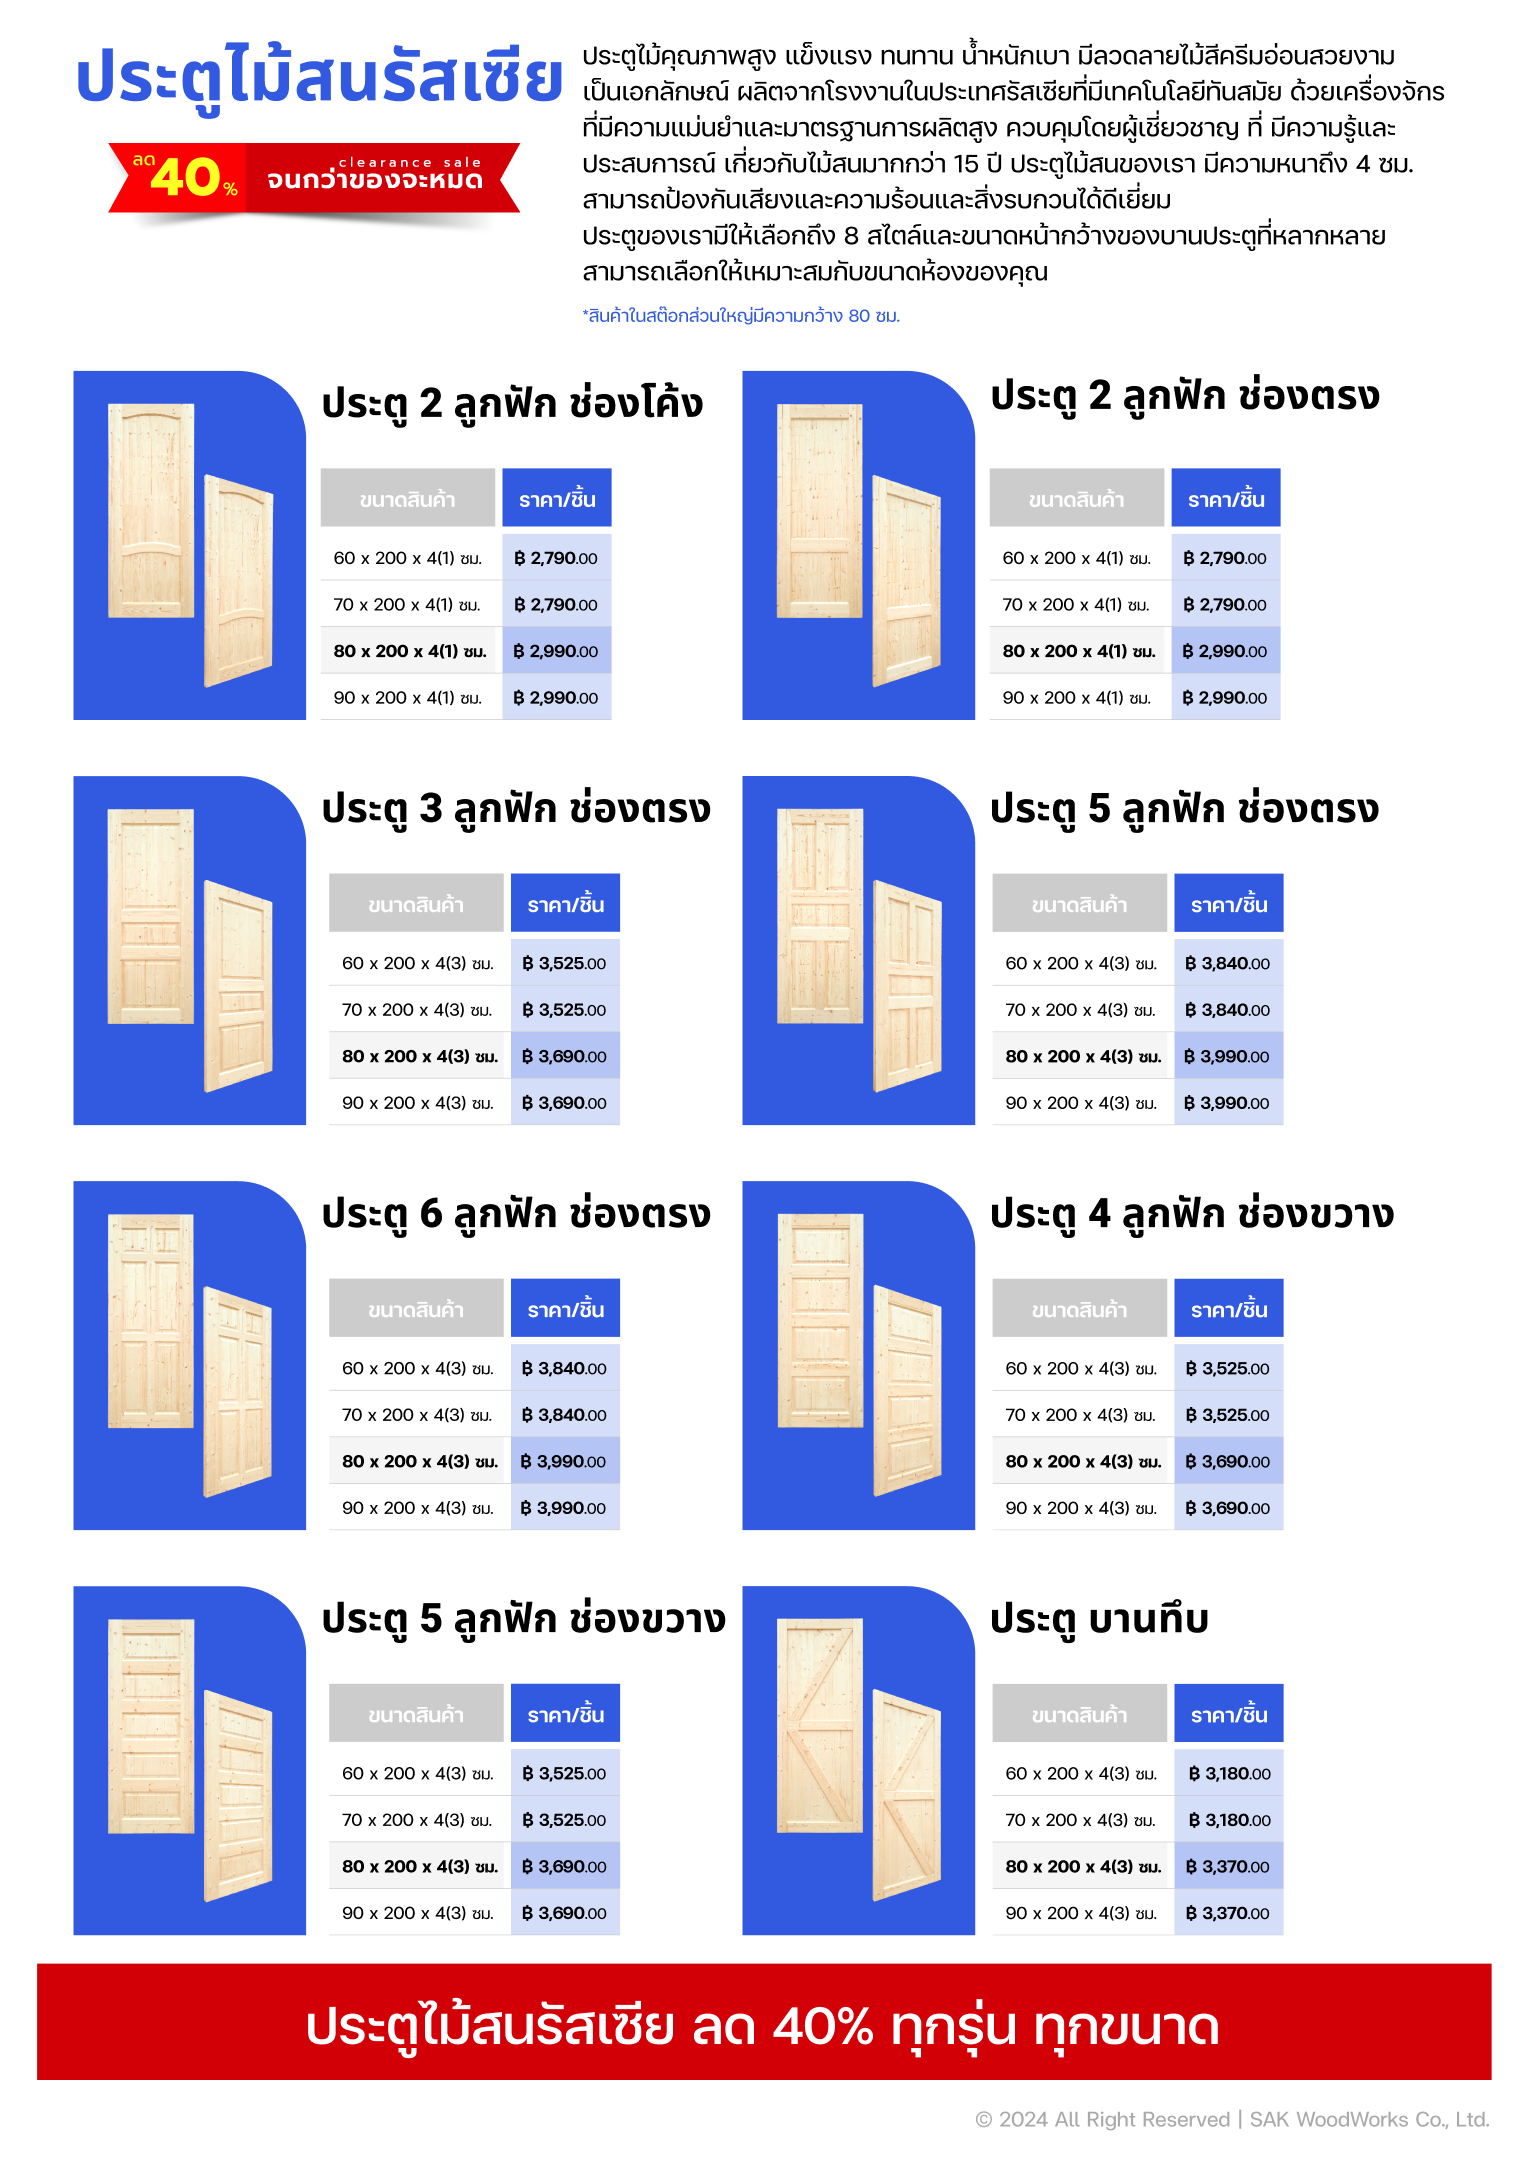 ประตูไม้สนรัสเซีย
ลด 40%
clearance sale
จนกว่าของจะหมด
ประตูไม้คุณภาพสูง แข็งแรง ทนทาน น้ำหนักเบา มีลวดลายไม้สีครีมอ่อนสวยงาม
เป็นเอกลักษณ์ ผลิตจากโรงงานในประเทศรัสเซียที่มีเทคโนโลยีทันสมัย ด้วยเครื่องจักร
ที่มีความแม่นยำและมาตรฐานการผลิตสูง ควบคุมโดยผู้เชี่ยวชาญ ที่ มีความรู้และ
ประสบการณ์ เกี่ยวกับไม้สนมากกว่า 15 ปี ประตูไม้สนของเรา มีความหนาถึง 4 ซม.
สามารถป้องกันเสียงและความร้อนและสิ่งรบกวนได้ดีเยี่ยม
ประตูของเรามีให้เลือกถึง 8 สไตล์และขนาดหน้ากว้างของบานประตูที่หลากหลาย
สามารถเลือกให้เหมาะสมกับขนาดห้องของคุณ
*สินค้าในสต๊อกส่วนใหญ่มีความกว้าง 80 ซม.
ประตู 2 ลูกฟัก ช่องโค้ง
ขนาดสินค้า ราคา/ชิ้น
60 x 200 x 4(1) ซม. ฿ 2,790.00
70 x 200 x 4(1) ซม. ฿ 2,790.00
80 x 200 x 4(1) ซม. ฿ 2,990.00
90 x 200 x 4(1) ซม. ฿ 2,990.00
ประตู 2 ลูกฟัก ช่องตรง
ขนาดสินค้า ราคา/ชิ้น
60 x 200 x 4(1) ซม. ฿ 2,790.00
70 x 200 x 4(1) ซม. ฿ 2,790.00
80 x 200 x 4(1) ซม. ฿ 2,990.00
90 x 200 x 4(1) ซม. ฿ 2,990.00
ประตู 3 ลูกฟัก ช่องตรง
ขนาดสินค้า ราคา/ชิ้น
60 x 200 x 4(3) ซม. ฿ 3,525.00
70 x 200 x 4(3) ซม. ฿ 3,525.00
80 x 200 x 4(3) ซม. ฿ 3,690.00
90 x 200 x 4(3) ซม. ฿ 3,690.00
ประตู 5 ลูกฟัก ช่องตรง
ขนาดสินค้า ราคา/ชิ้น
60 x 200 x 4(3) ซม. ฿ 3,840.00
70 x 200 x 4(3) ซม. ฿ 3,840.00
80 x 200 x 4(3) ซม. ฿ 3,990.00
90 x 200 x 4(3) ซม. ฿ 3,990.00
ประตู 6 ลูกฟัก ช่องตรง
ขนาดสินค้า ราคา/ชิ้น
60 x 200 x 4(3) ซม. ฿ 3,840.00
70 x 200 x 4(3) ซม. ฿ 3,840.00
80 x 200 x 4(3) ซม. ฿ 3,990.00
90 x 200 x 4(3) ซม. ฿ 3,990.00
ประตู 4 ลูกฟัก ช่องขวาง
ขนาดสินค้า ราคา/ชิ้น
60 x 200 x 4(3) ซม. ฿ 3,525.00
70 x 200 x 4(3) ซม. ฿ 3,525.00
80 x 200 x 4(3) ซม. ฿ 3,690.00
90 x 200 x 4(3) ซม. ฿ 3,690.00
ประตู 5 ลูกฟัก ช่องขวาง
ขนาดสินค้า ราคา/ชิ้น
60 x 200 x 4(3) ซม. ฿ 3,525.00
70 x 200 x 4(3) ซม. ฿ 3,525.00
80 x 200 x 4(3) ซม. ฿ 3,690.00
90 x 200 x 4(3) ซม. ฿ 3,690.00
ประตู บานทึบ
ขนาดสินค้า ราคา/ชิ้น
60 x 200 x 4(3) ซม. ฿ 3,180.00
70 x 200 x 4(3) ซม. ฿ 3,180.00
80 x 200 x 4(3) ซม. ฿ 3,370.00
90 x 200 x 4(3) ซม. ฿ 3,370.00
ประตูไม้สนรัสเซีย ลด 40% ทุกรุ่น ทุกขนาด
© 2024 All Right Reserved | SAK WoodWorks Co., Ltd.